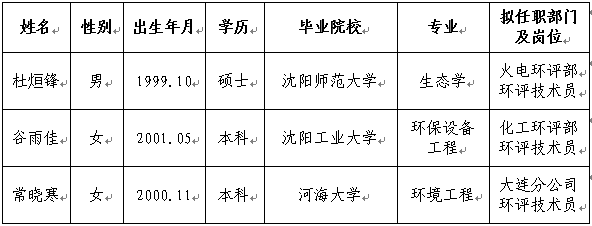 姓名 性别 出生年月 学历 毕业院校 专业 拟任职部门
及岗位
杜烜锋 男 1999.10 硕士 沈阳师范大学 生态学 火电环评部
环评技术员
谷雨佳 女 2001.05 本科 沈阳工业大学 环保设备
工程 化工环评部
环评技术员
常晓寒 女 2000.11 本科 河海大学 环境工程 大连分公司
环评技术员